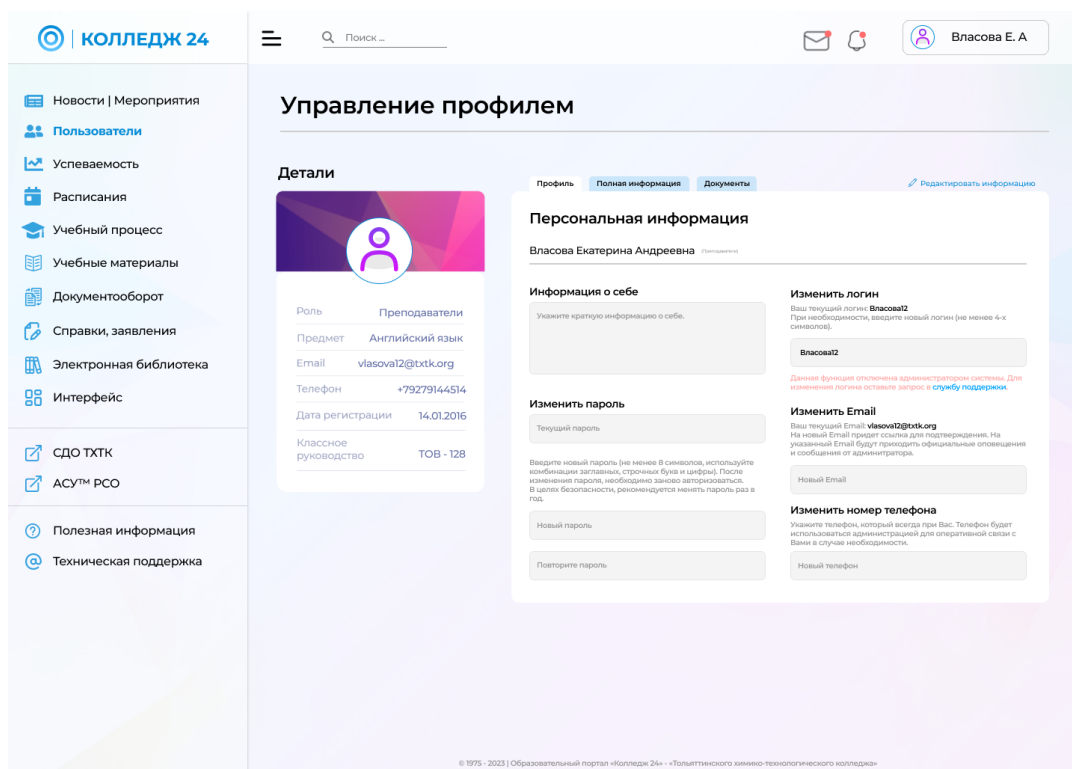 КОЛЛЕДЖ 24
Поиск ...
Власова Е. А
Новости | Мероприятия
Пользователи
Успеваемость
Расписания
Учебный процесс
Учебные материалы
Документооборот
Справки, заявления
Электронная библиотека
Интерфейс
СДО ТХТК
АСУ™ РСО
Полезная информация
Техническая поддержка
Управление профилем
Детали
Роль Преподаватели
Предмет Английский язык
Email vlasova12@txtk.org
Телефон +79279144514
Дата регистрации 14.01.2016
Классное
руководство ТОВ - 128
Профиль Полная информация Документы
Редактировать информацию
Персональная информация
Власова Екатерина Андреевна (Преподаватели)
Информация о себе
Укажите краткую информацию о себе.
Изменить пароль
Текущий пароль
Введите новый пароль (не менее 8 символов, используйте
комбинации заглавных, строчных букв и цифры). После
изменения пароля, необходимо заново авторизоваться.
В целях безопасности, рекомендуется менять пароль раз в
год.
Новый пароль
Повторите пароль
Изменить логин
Ваш текущий логин: Власова12
При необходимости, введите новый логин (не менее 4-х
символов).
Власова12
Данная функция отключена администратором системы. Для
изменения логина оставьте запрос в службу поддержки.
Изменить Email
Ваш текущий Email: vlasova12@txtk.org
На новый Email придет ссылка для подтверждения. На
указанный Email будут приходить официальные оповещения
и сообщения от админитратора.
Новый Email
Изменить номер телефона
Укажите телефон, который всегда при Вас. Телефон будет
использоваться администрацией для оперативной связи с
Вами в случае необходимости.
Новый телефон
© 1975 - 2023 | Образовательный портал «Колледж 24» - «Тольяттинского химико-технологического колледжа»